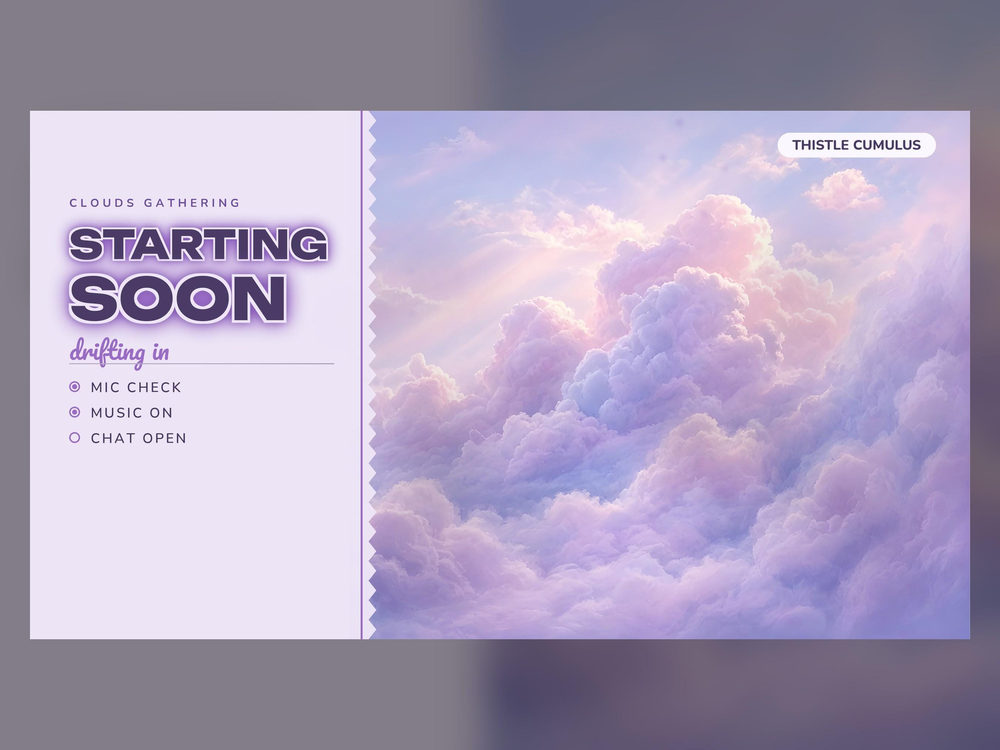 CLOUDS GATHERING
STARTING
SOON
drifting in
MIC CHECK
MUSIC ON
CHAT OPEN
THISTLE CUMULUS